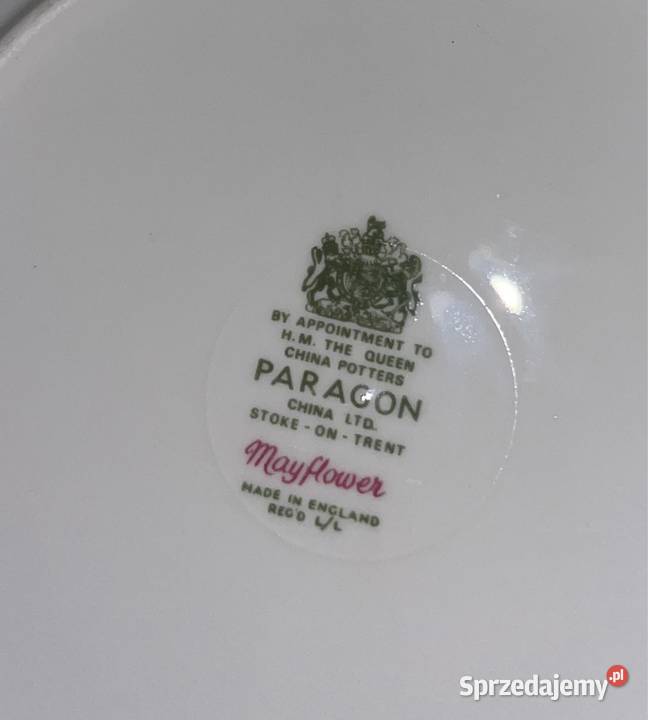 BY APPOINTMENT TO
H.M. THE QUEEN
CHINA POTTERS
PARAGON
CHINA LTD.
STOKE - ON - TRENT
Mayflower
MADE IN ENGLAND
REG'D L/L
Sprzedajemy.pl